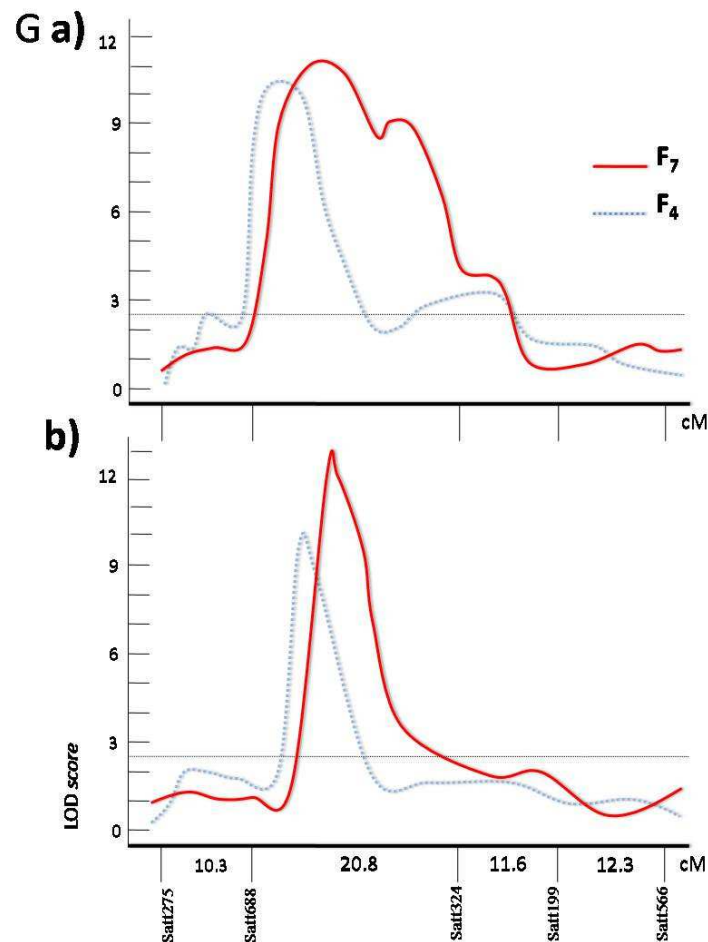 G a)
12
9
6
3
0
F7
F4
cM
b)
12
9
6
3
0
LOD score
10.3 20.8 11.6 12.3 cM
Satt275
Satt688
Satt324
Satt199
Satt566